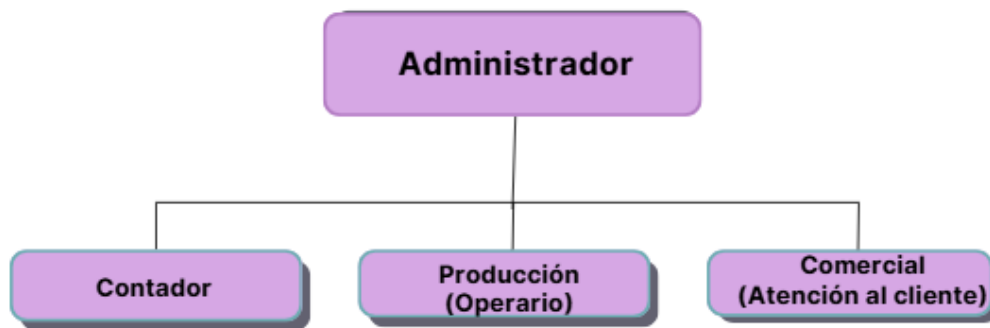 Administrador
Contador
Producción
(Operario)
Comercial
(Atención al cliente)